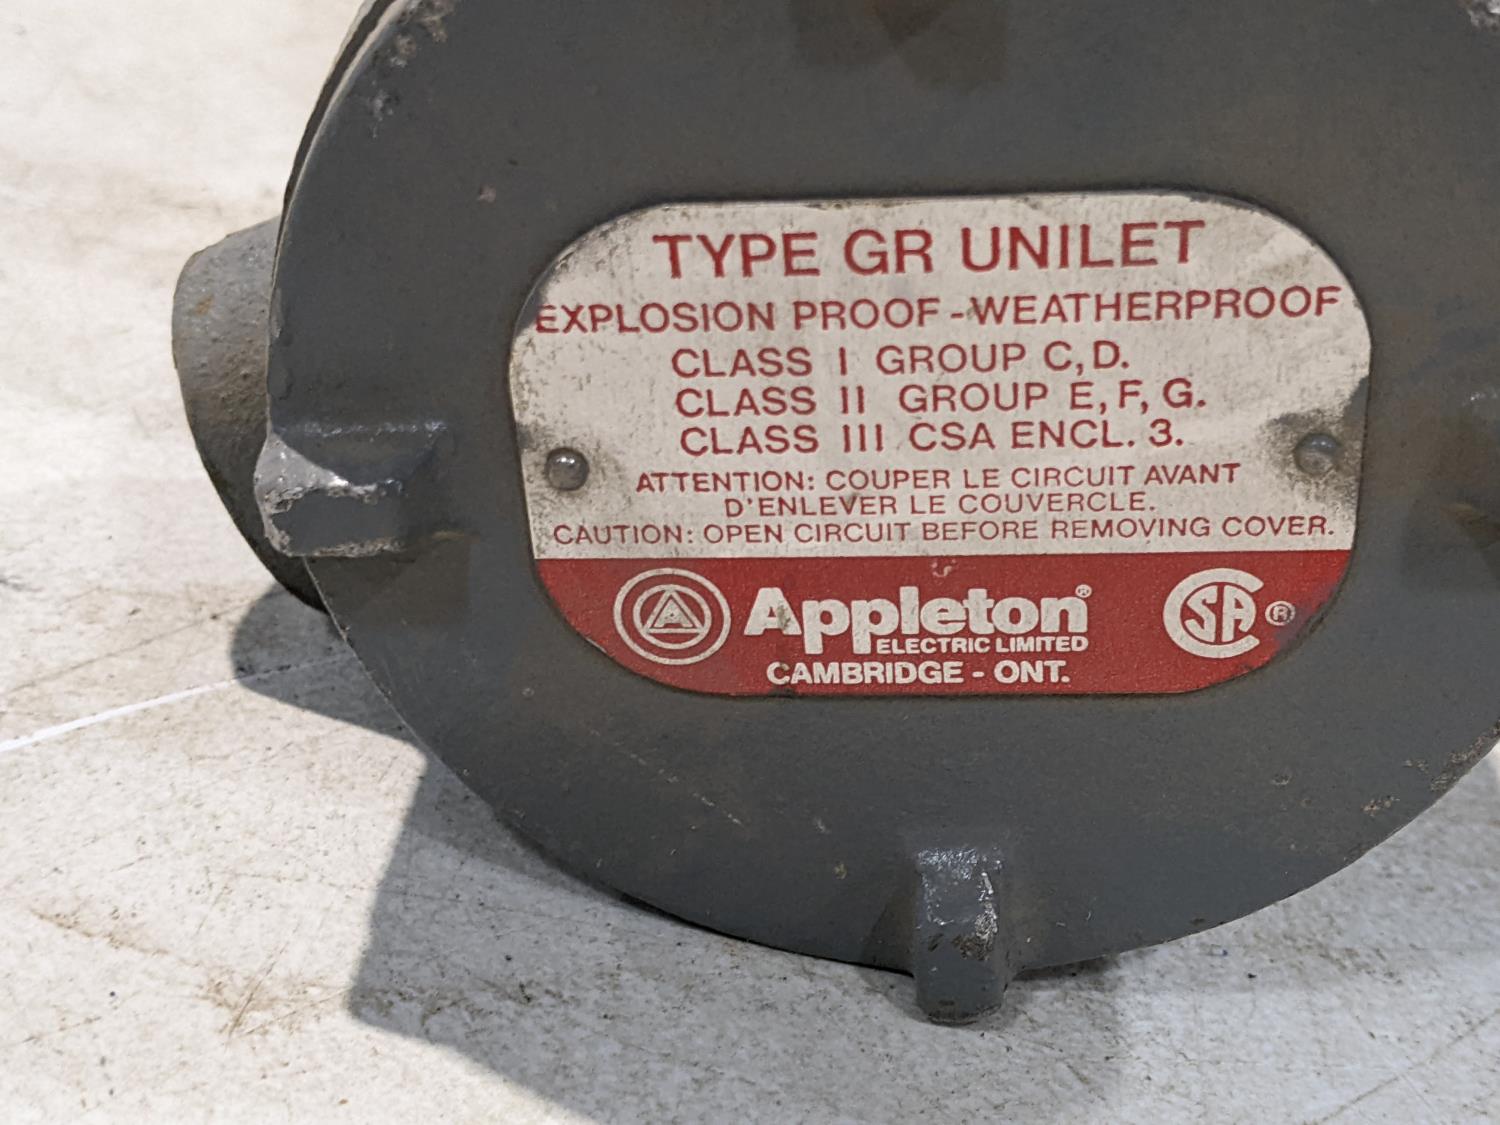 TYPE GR UNILET
EXPLOSION PROOF - WEATHERPROOF
CLASS I GROUP C, D.
CLASS II GROUP E, F, G.
CLASS III CSA ENCL. 3.
ATTENTION: COUPER LE CIRCUIT AVANT
D'ENLEVER LE COUVERCLE.
CAUTION: OPEN CIRCUIT BEFORE REMOVING COVER.
A Appleton® CSA ®
ELECTRIC LIMITED
CAMBRIDGE - ONT.